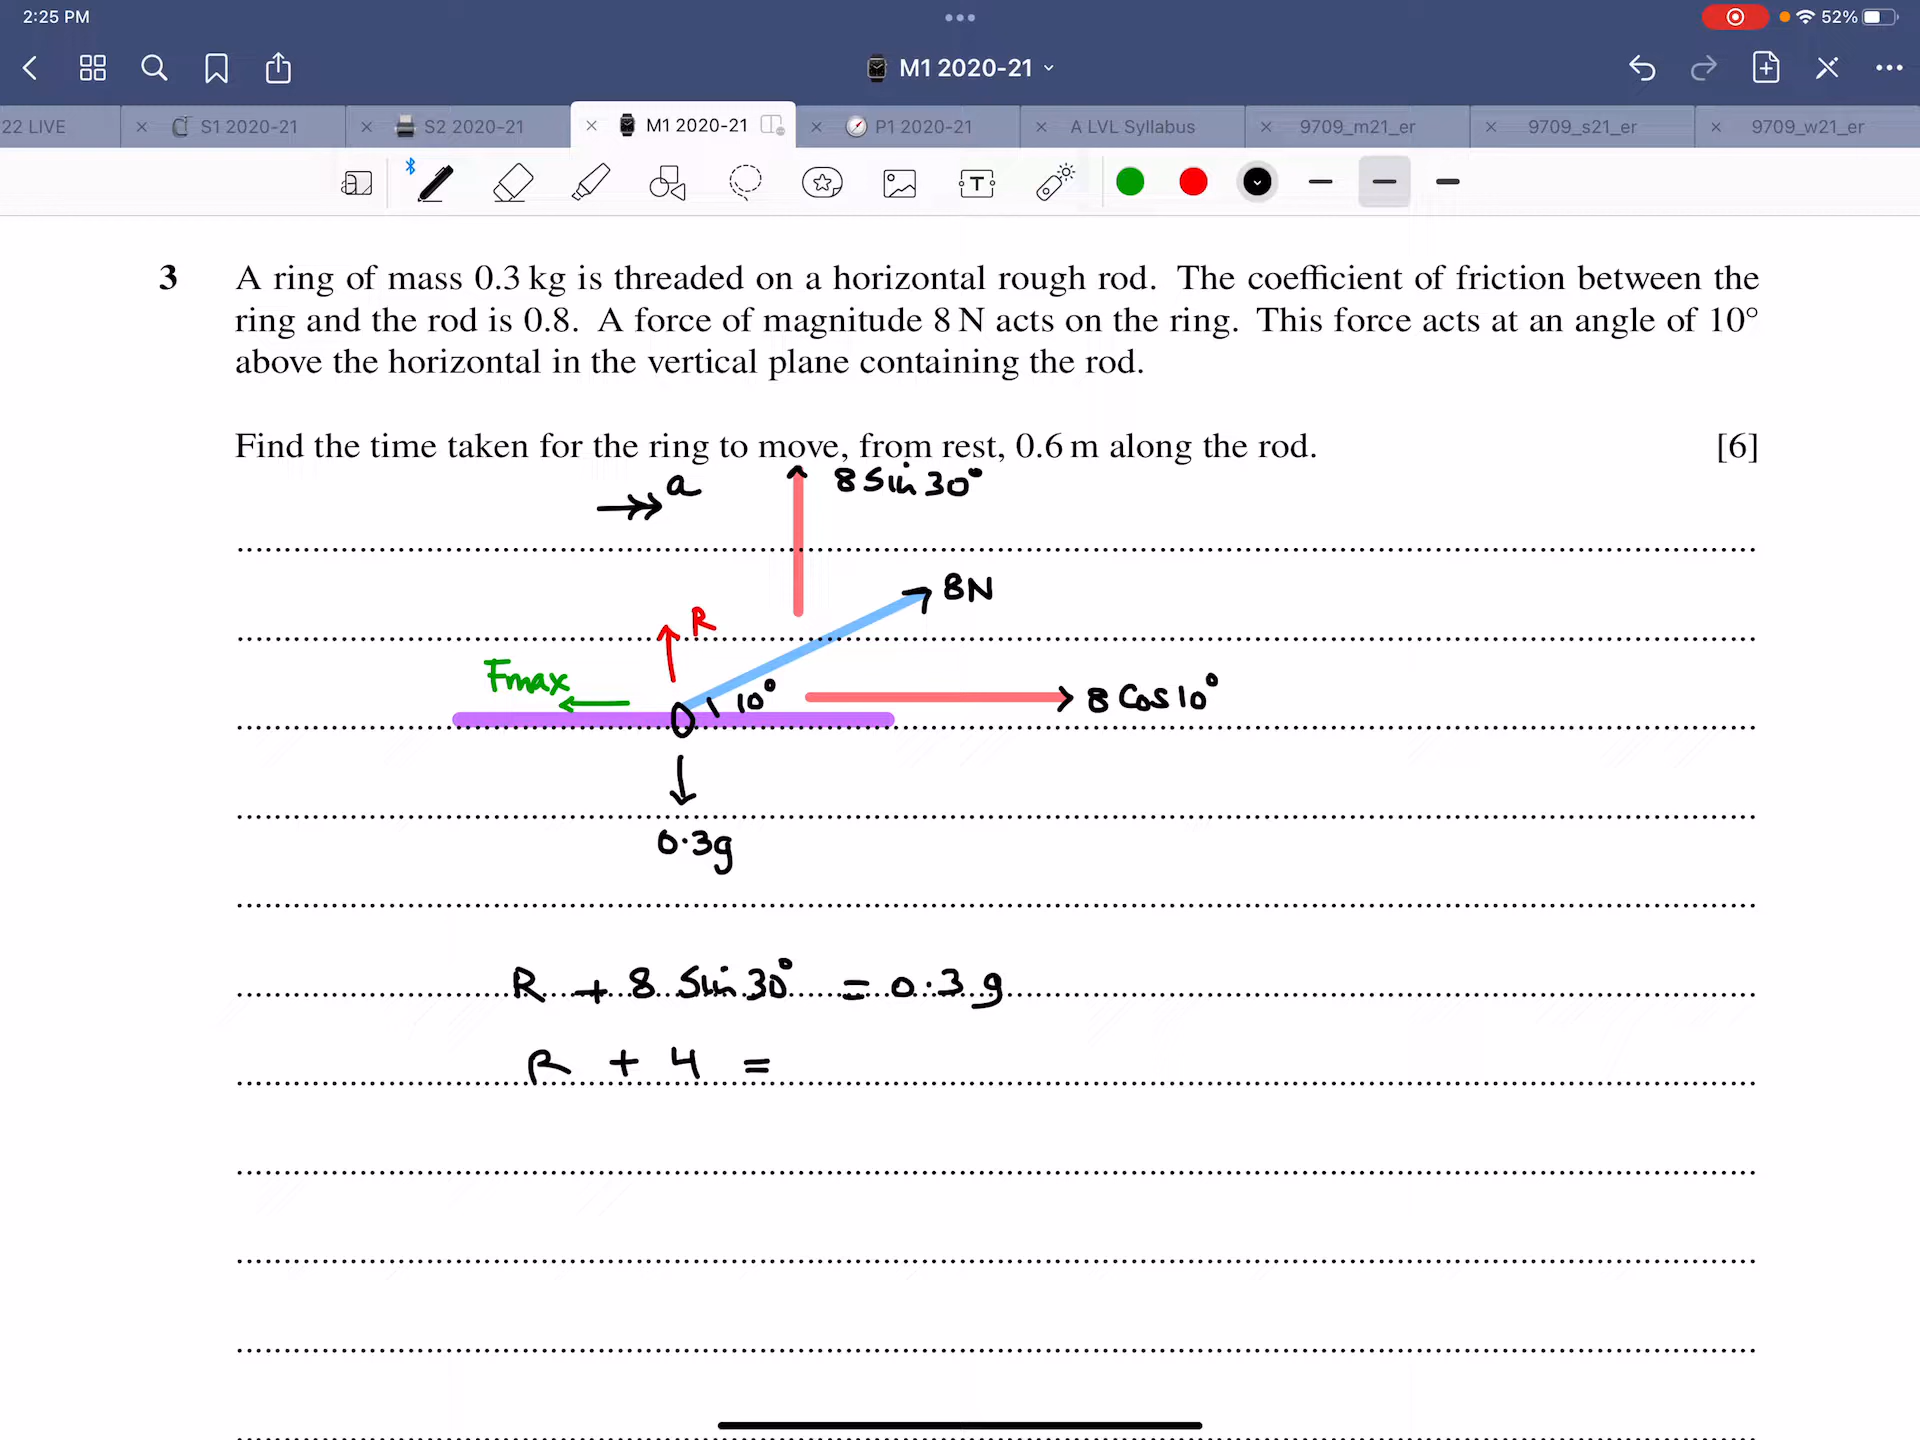 2:25 PM
52%
M1 2020-21
22 LIVE
S1 2020-21
S2 2020-21
M1 2020-21
P1 2020-21
A LVL Syllabus
9709_m21_er
9709_s21_er
9709_w21_er
3 A ring of mass 0.3 kg is threaded on a horizontal rough rod. The coefficient of friction between the
ring and the rod is 0.8. A force of magnitude 8 N acts on the ring. This force acts at an angle of 10°
above the horizontal in the vertical plane containing the rod.
Find the time taken for the ring to move, from rest, 0.6 m along the rod. [6]
a
8 Sin 30°
8N
R
Fmax
10°
8 Cos 10°
0.3g
R + 8 Sin 30° = 0.3 g
R + 4 =